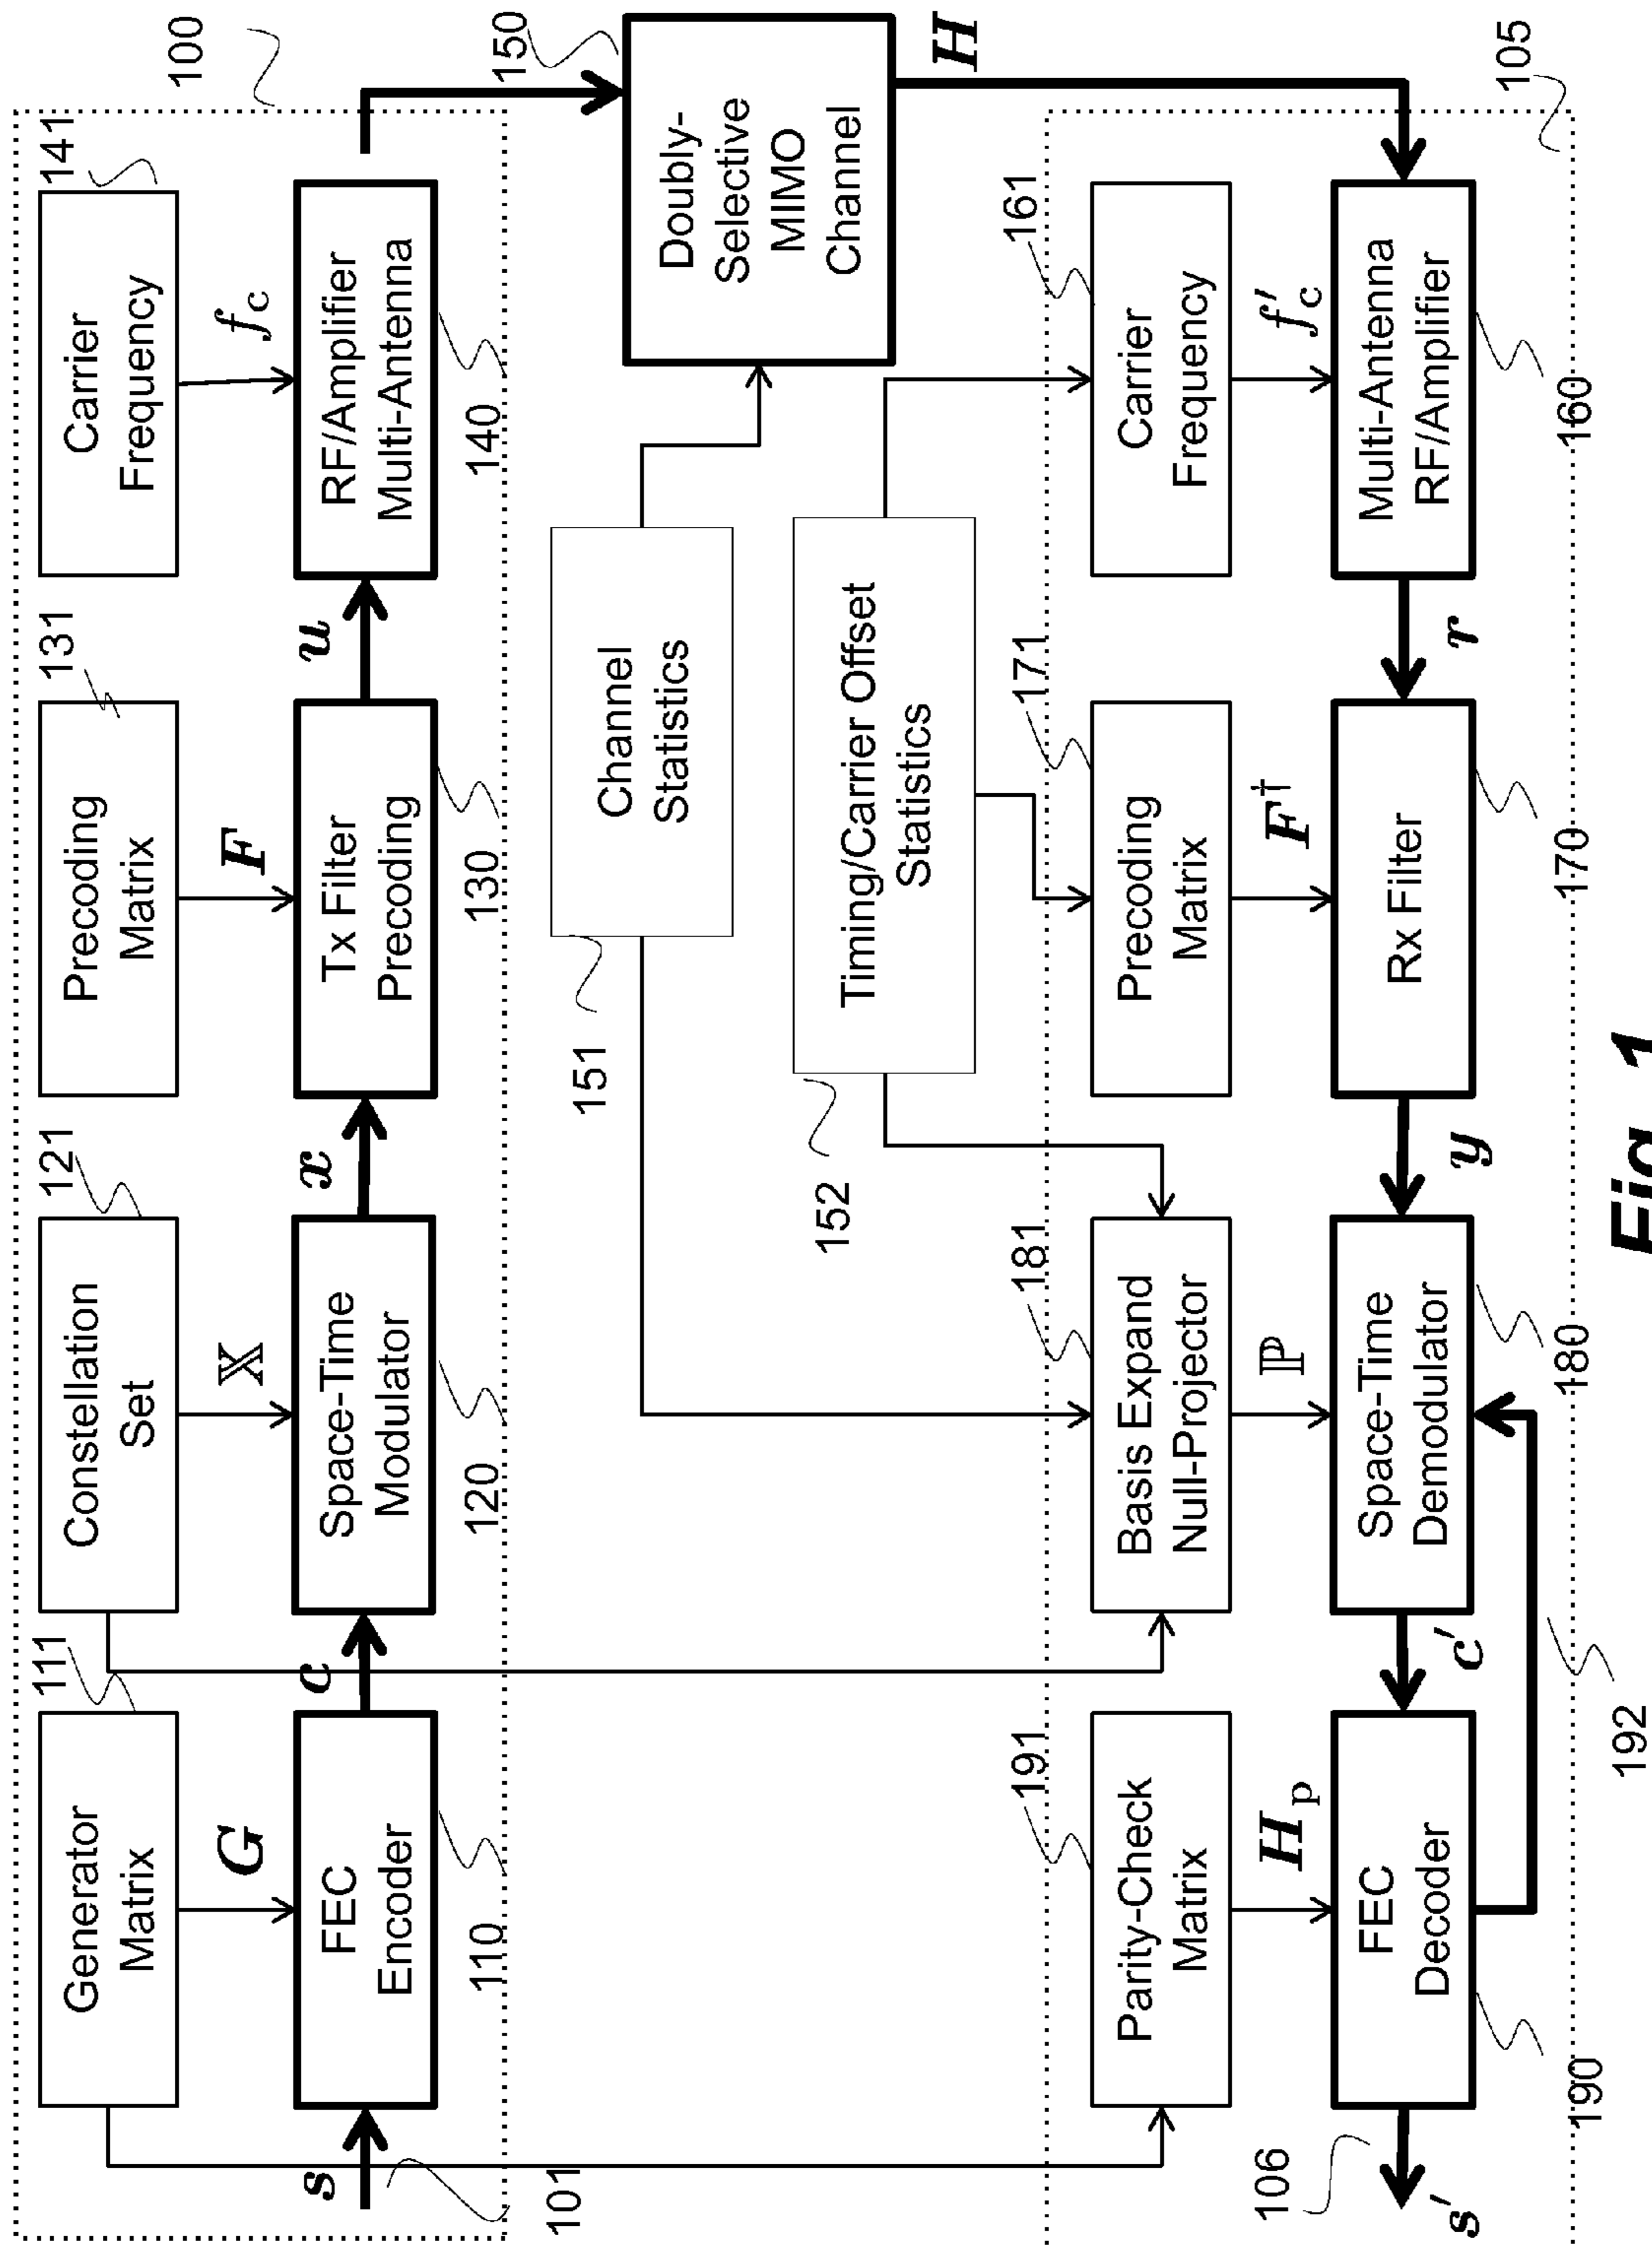 100
Generator
Matrix
111
Constellation
Set
121
Precoding
Matrix
131
Carrier
Frequency
141
G
𝕏
F
f_c
s
101
FEC
Encoder
110
c
Space-Time
Modulator
120
x
Tx Filter
Precoding
130
u
RF/Amplifier
Multi-Antenna
140
150
Doubly-
Selective
MIMO
Channel
H
151
Channel
Statistics
152
Timing/Carrier Offset
Statistics
105
191
Parity-Check
Matrix
181
Basis Expand
Null-Projector
171
Precoding
Matrix
161
Carrier
Frequency
H_p
ℙ
F†
f′_c
106
s′
FEC
Decoder
190
c′
Space-Time
Demodulator
180
y
Rx Filter
170
r
Multi-Antenna
RF/Amplifier
160
192
Fig. 1